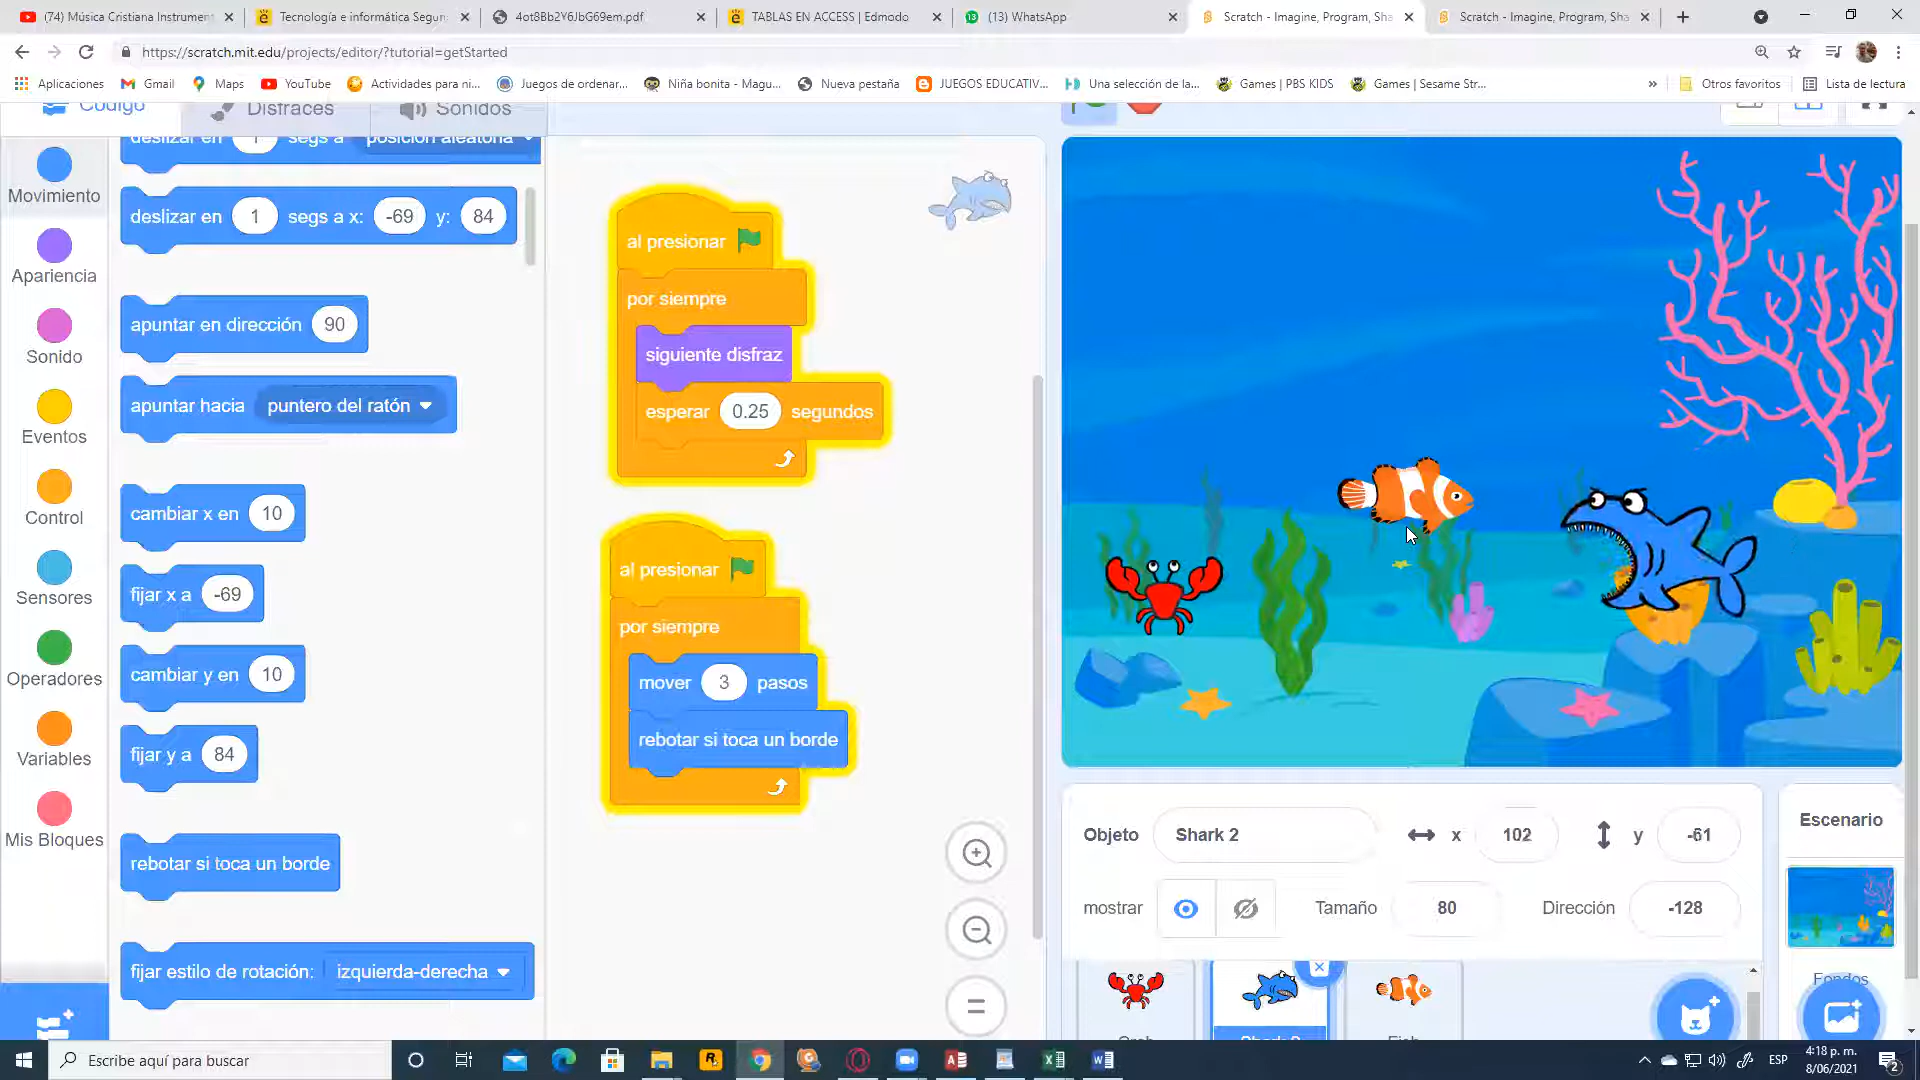 (74) Música Cristiana Instrument
Tecnología e informática Segun
4ot8Bb2Y6JbG69em.pdf
TABLAS EN ACCESS | Edmodo
(13) WhatsApp
Scratch - Imagine, Program, Sha
Scratch - Imagine, Program, Sha
https://scratch.mit.edu/projects/editor/?tutorial=getStarted
Aplicaciones
Gmail
Maps
YouTube
Actividades para ni...
Juegos de ordenar...
Niña bonita - Magu...
Nueva pestaña
JUEGOS EDUCATIV...
Una selección de la...
Games | PBS KIDS
Games | Sesame Str...
» Otros favoritos
Lista de lectura
Código
Disfraces
Sonidos
Movimiento
Apariencia
Sonido
Eventos
Control
Sensores
Operadores
Variables
Mis Bloques
deslizar en 1 segs a posición aleatoria
deslizar en 1 segs a x: -69 y: 84
apuntar en dirección 90
apuntar hacia puntero del ratón
cambiar x en 10
fijar x a -69
cambiar y en 10
fijar y a 84
rebotar si toca un borde
fijar estilo de rotación: izquierda-derecha
al presionar
por siempre
siguiente disfraz
esperar 0.25 segundos
al presionar
por siempre
mover 3 pasos
rebotar si toca un borde
Objeto Shark 2 x 102 y -61
mostrar Tamaño 80 Dirección -128
Escenario
Fondos
Escribe aquí para buscar
ESP
4:18 p. m.
8/06/2021
2